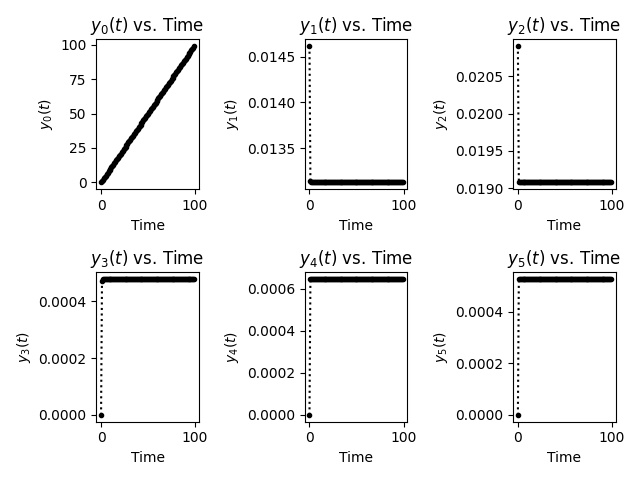 y₀(t) vs. Time
100
75
50
25
0
y₀(t)
0
100
Time
y₁(t) vs. Time
0.0145
0.0140
0.0135
y₁(t)
0
100
Time
y₂(t) vs. Time
0.0205
0.0200
0.0195
0.0190
y₂(t)
0
100
Time
y₃(t) vs. Time
0.0004
0.0002
0.0000
y₃(t)
0
100
Time
y₄(t) vs. Time
0.0006
0.0004
0.0002
0.0000
y₄(t)
0
100
Time
y₅(t) vs. Time
0.0004
0.0002
0.0000
y₅(t)
0
100
Time